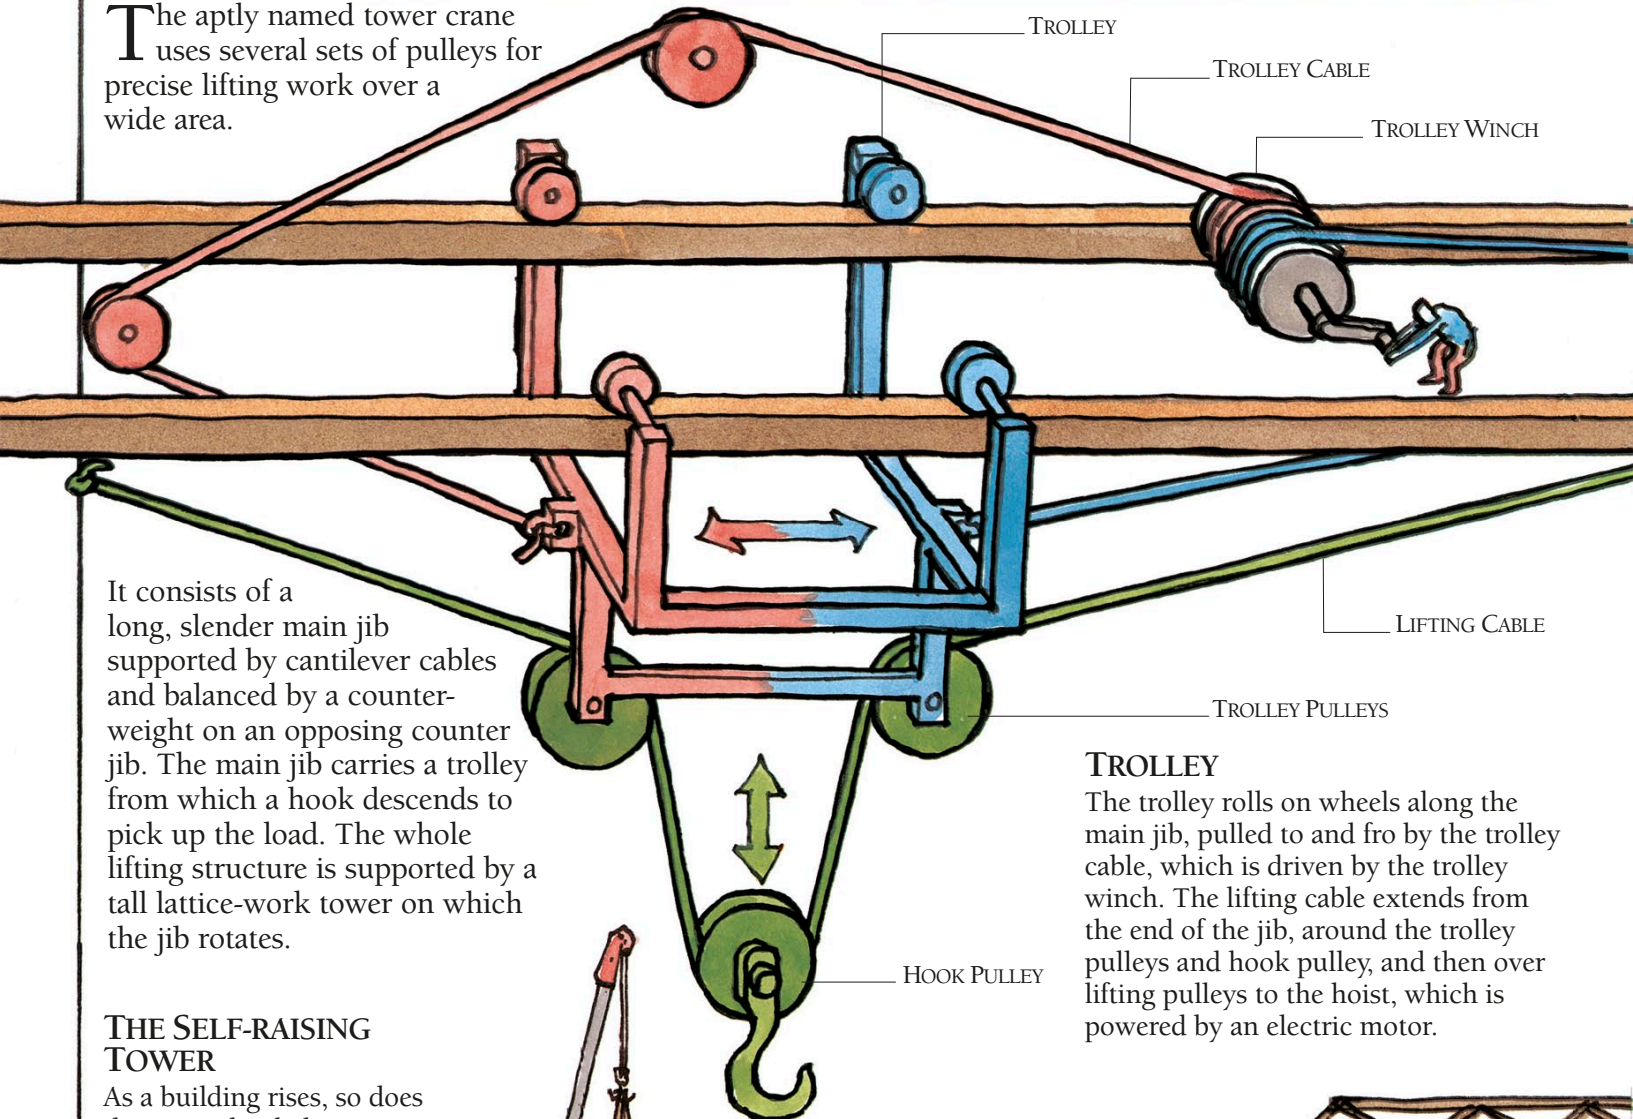 The aptly named tower crane
uses several sets of pulleys for
precise lifting work over a
wide area.
TROLLEY
TROLLEY CABLE
TROLLEY WINCH
It consists of a
long, slender main jib
supported by cantilever cables
and balanced by a counter-
weight on an opposing counter
jib. The main jib carries a trolley
from which a hook descends to
pick up the load. The whole
lifting structure is supported by a
tall lattice-work tower on which
the jib rotates.
LIFTING CABLE
TROLLEY PULLEYS
TROLLEY
The trolley rolls on wheels along the
main jib, pulled to and fro by the trolley
cable, which is driven by the trolley
winch. The lifting cable extends from
the end of the jib, around the trolley
pulleys and hook pulley, and then over
lifting pulleys to the hoist, which is
powered by an electric motor.
HOOK PULLEY
THE SELF-RAISING
TOWER
As a building rises, so does